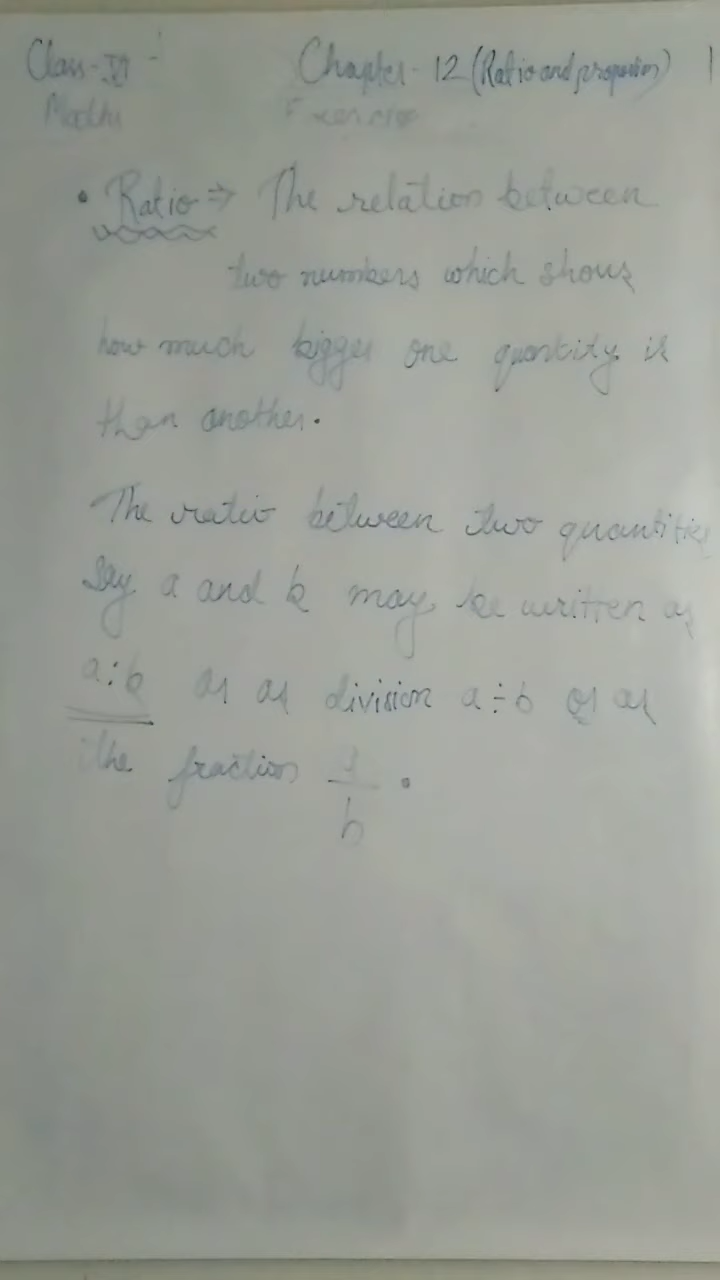 Class-VI Chapter-12 (Ratio and proportion)
Maths Exercise
• Ratio ⇒ The relation between
two numbers which shows
how much bigger one quantity is
than another.
The ratio between two quantities
say a and b may be written as
a:b or as division a÷b or as
the fraction
b